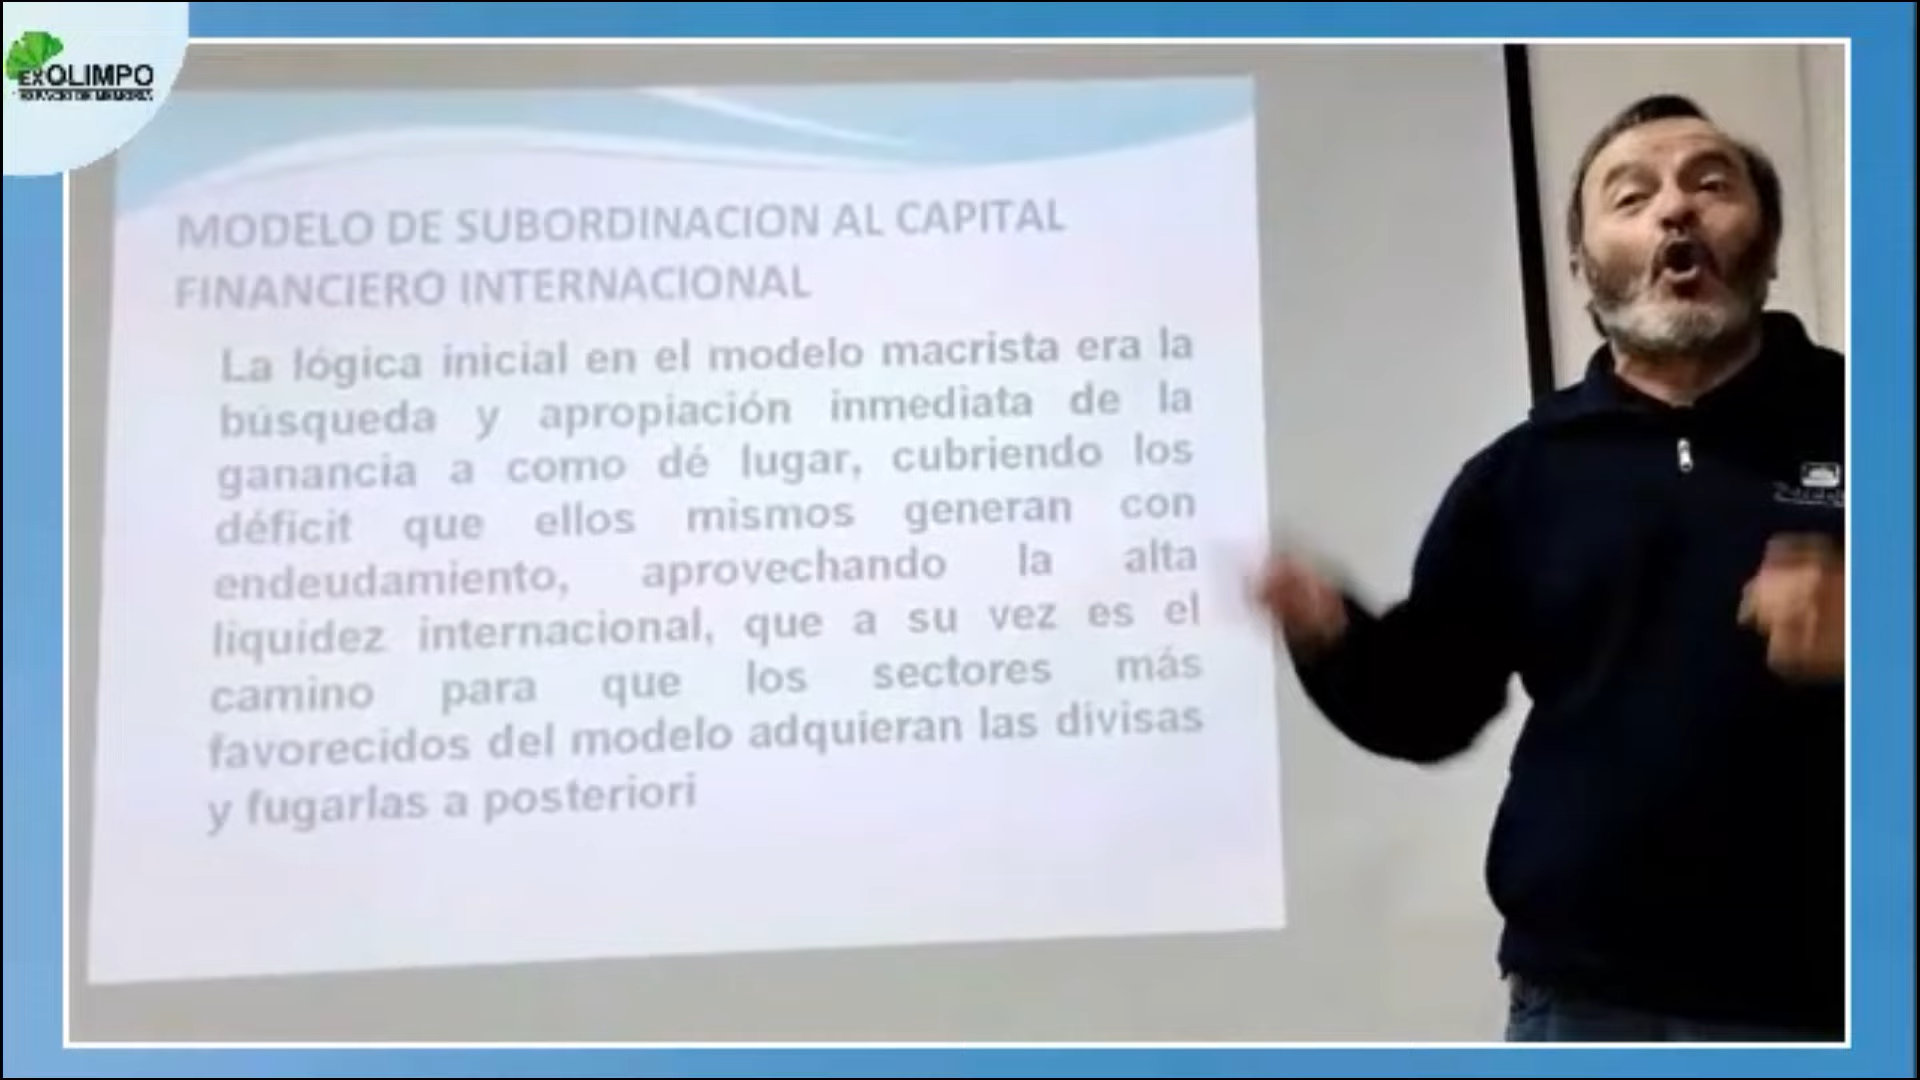 EXOLIMPO
ESPACIO DE MEMORIA
MODELO DE SUBORDINACION AL CAPITAL
FINANCIERO INTERNACIONAL
La lógica inicial en el modelo macrista era la
búsqueda y apropiación inmediata de la
ganancia a como dé lugar, cubriendo los
déficit que ellos mismos generan con
endeudamiento, aprovechando la alta
liquidez internacional, que a su vez es el
camino para que los sectores más
favorecidos del modelo adquieran las divisas
y fugarlas a posteriori